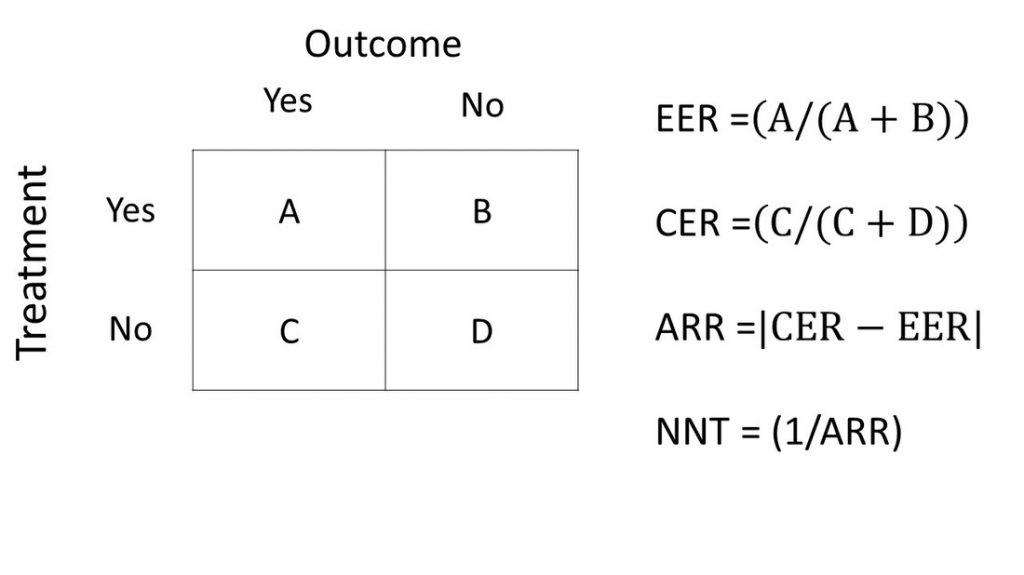 Outcome
Yes No
Treatment
Yes A B
No C D
EER =(A/(A + B))
CER =(C/(C + D))
ARR =|CER − EER|
NNT = (1/ARR)